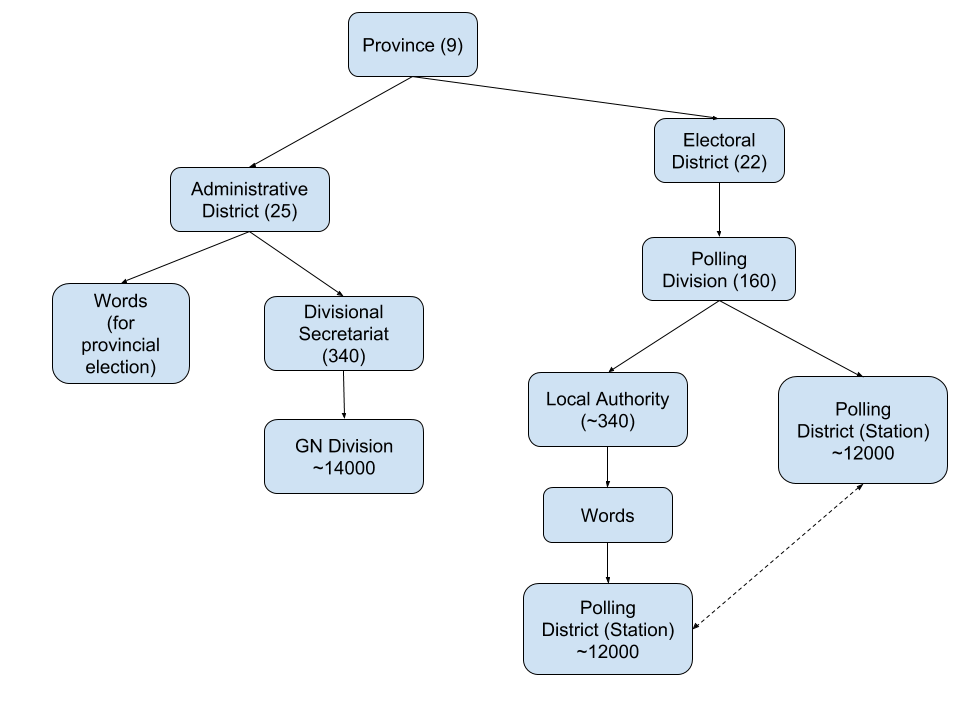 Province (9)
Electoral
District (22)
Administrative
District (25)
Polling
Division (160)
Words
(for
provincial
election)
Divisional
Secretariat
(340)
Local Authority
(~340)
Polling
District (Station)
~12000
GN Division
~14000
Words
Polling
District (Station)
~12000